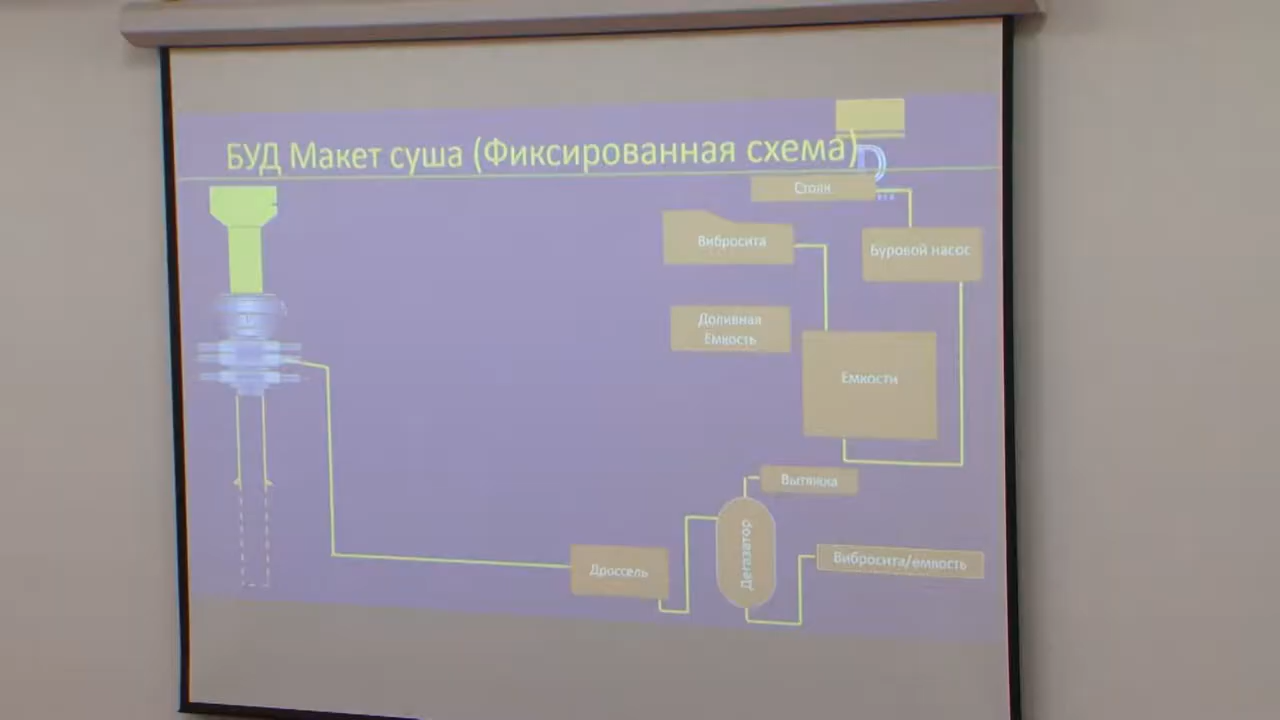 БУД Макет суша (Фиксированная схема)
Стояк
Вибросита
Буровой насос
Доливная
Емкость
Емкости
Вытяжка
Дегазатор
Дроссель
Вибросита/емкость